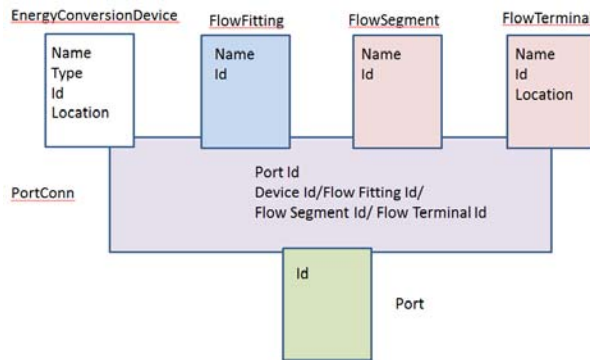 EnergyConversionDevice
FlowFitting
FlowSegment
FlowTerminal
Name
Type
Id
Location
Name
Id
Name
Id
Name
Id
Location
PortConn
Port Id
Device Id/Flow Fitting Id/
Flow Segment Id/ Flow Terminal Id
Id
Port